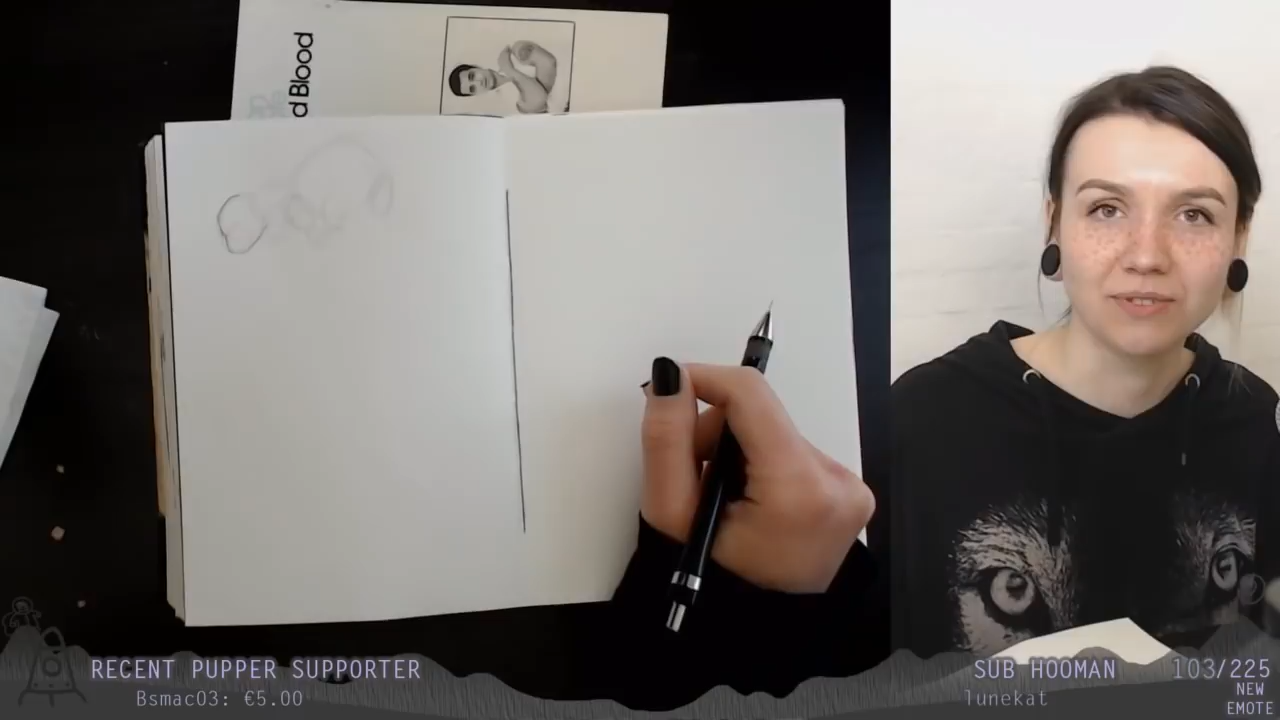 d Blood
RECENT PUPPER SUPPORTER
Bsmac03: €5.00
SUB HOOMAN 103/225
lunekat
NEW
EMOTE